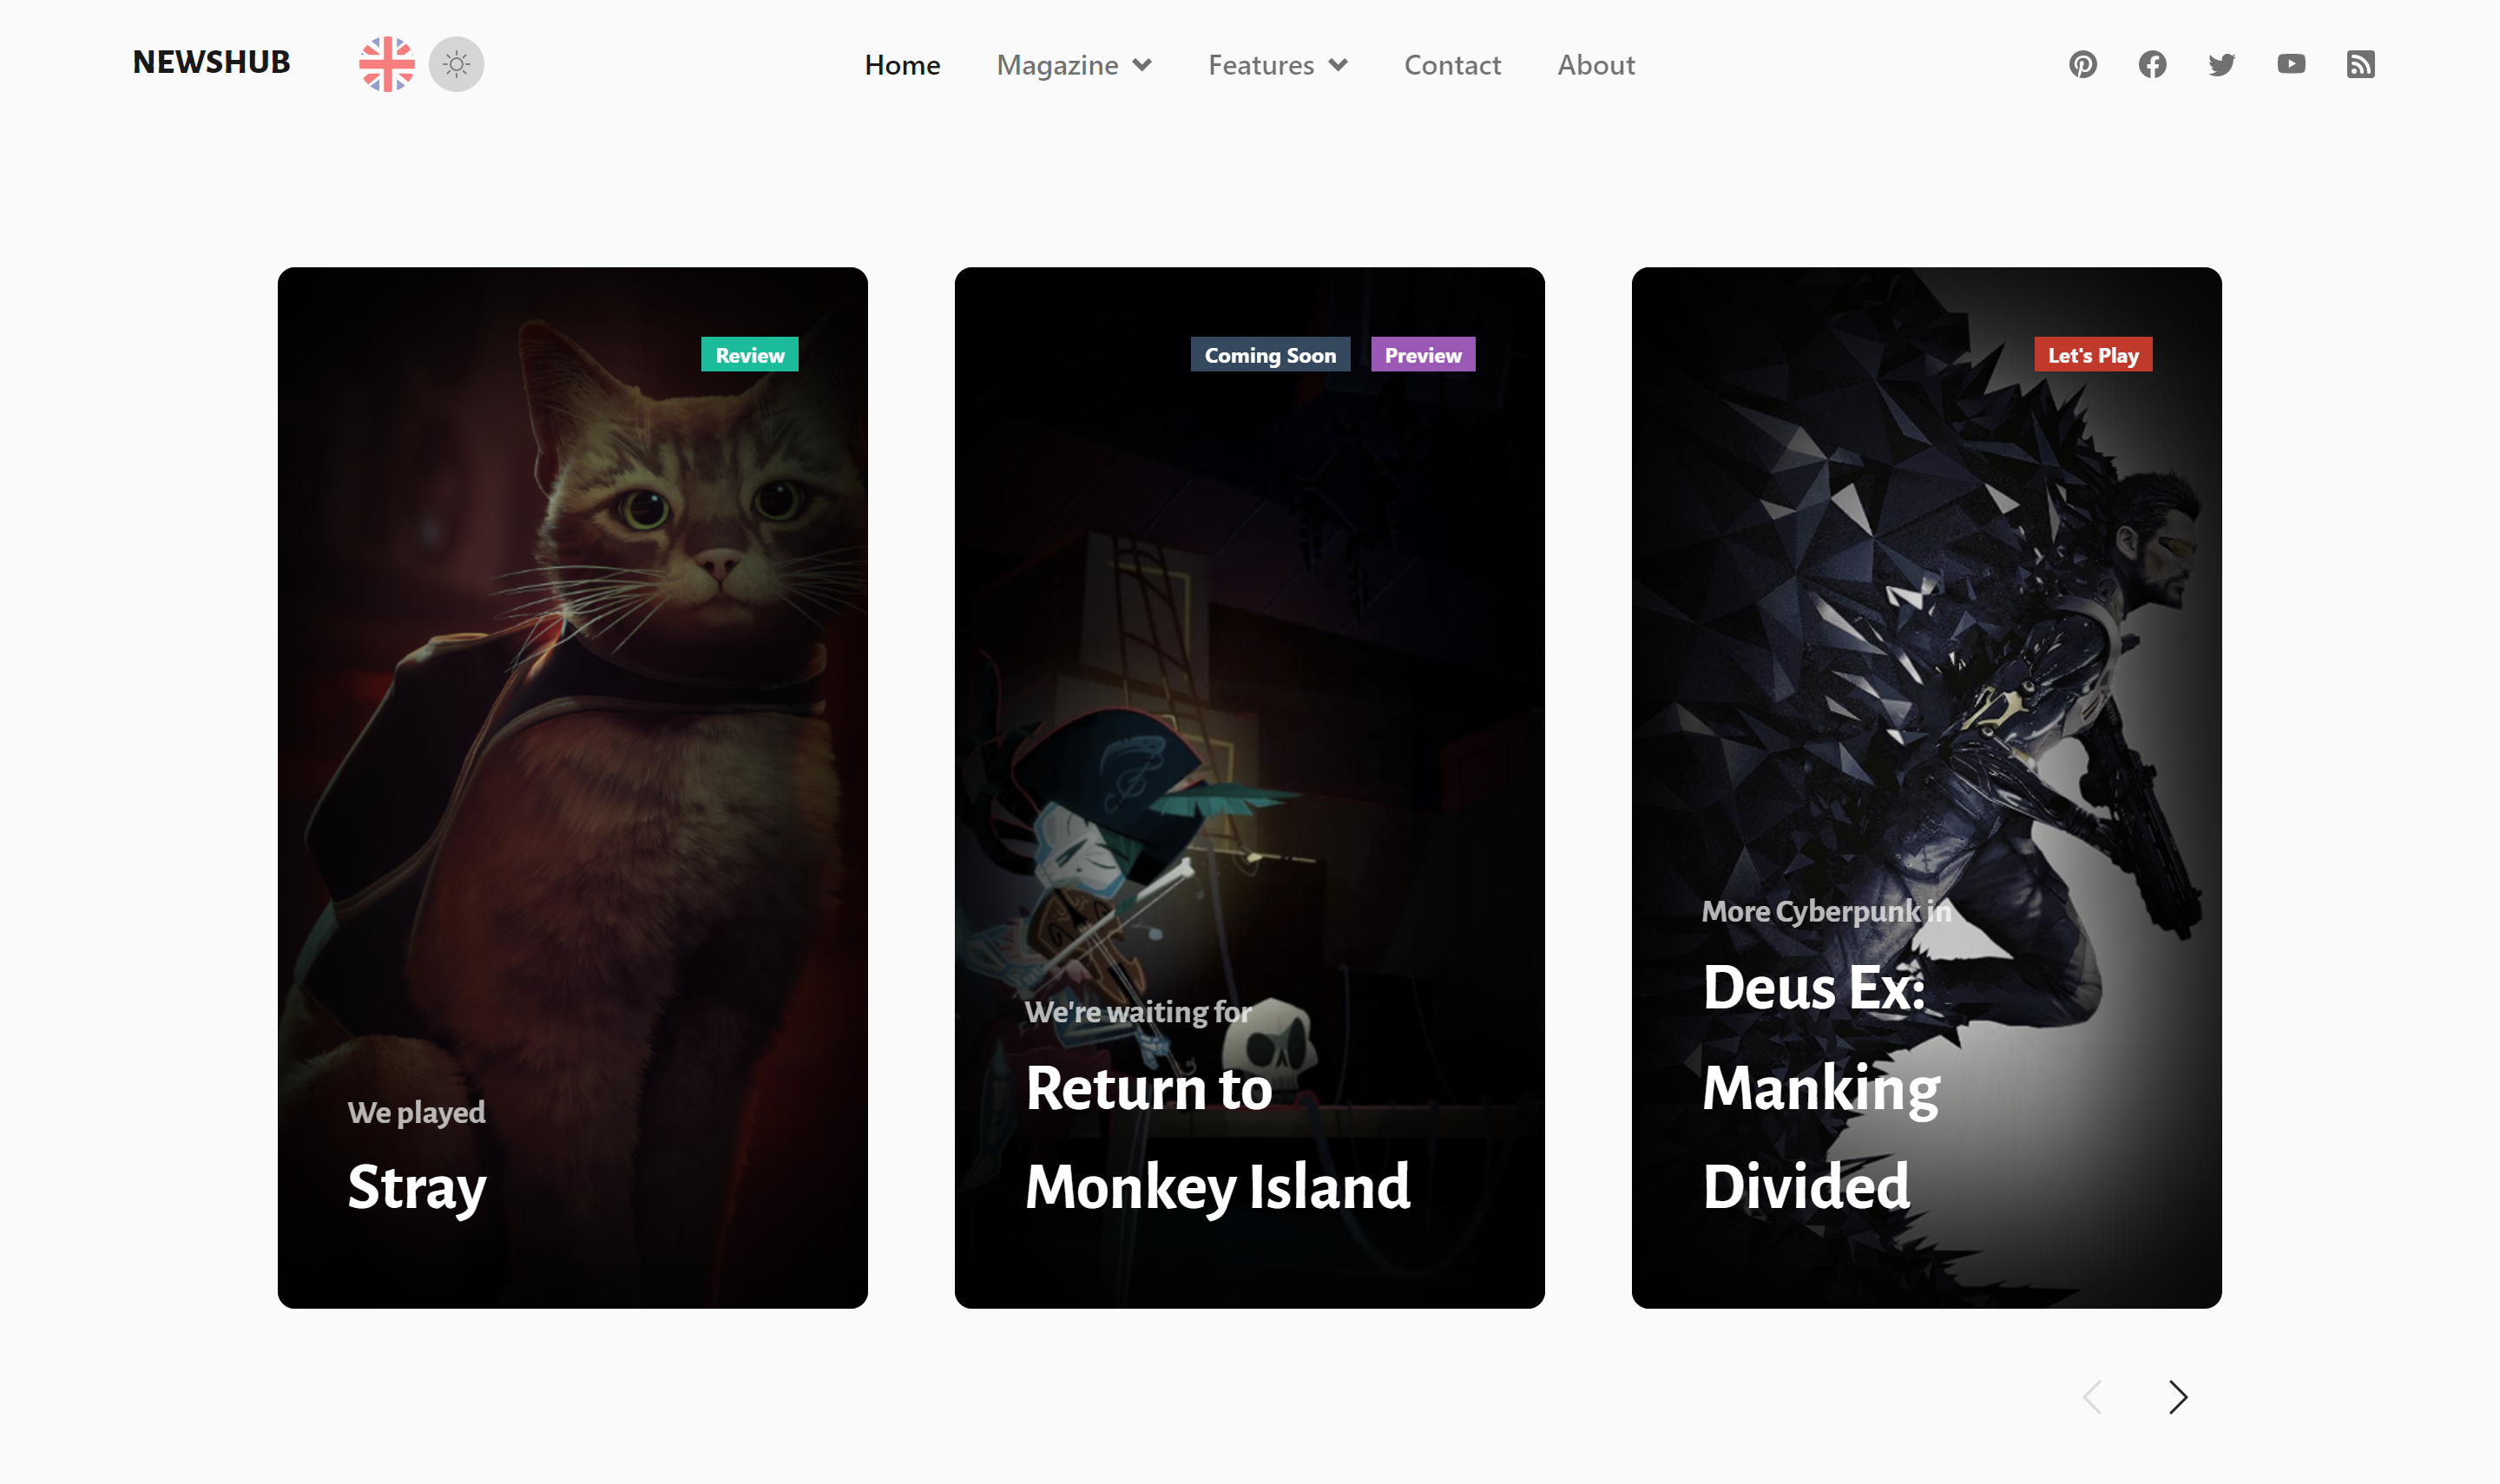 NEWSHUB
Home Magazine Features Contact About
Review
We played
Stray
Coming Soon Preview
We're waiting for
Return to
Monkey Island
Let's Play
More Cyberpunk in
Deus Ex:
Manking
Divided